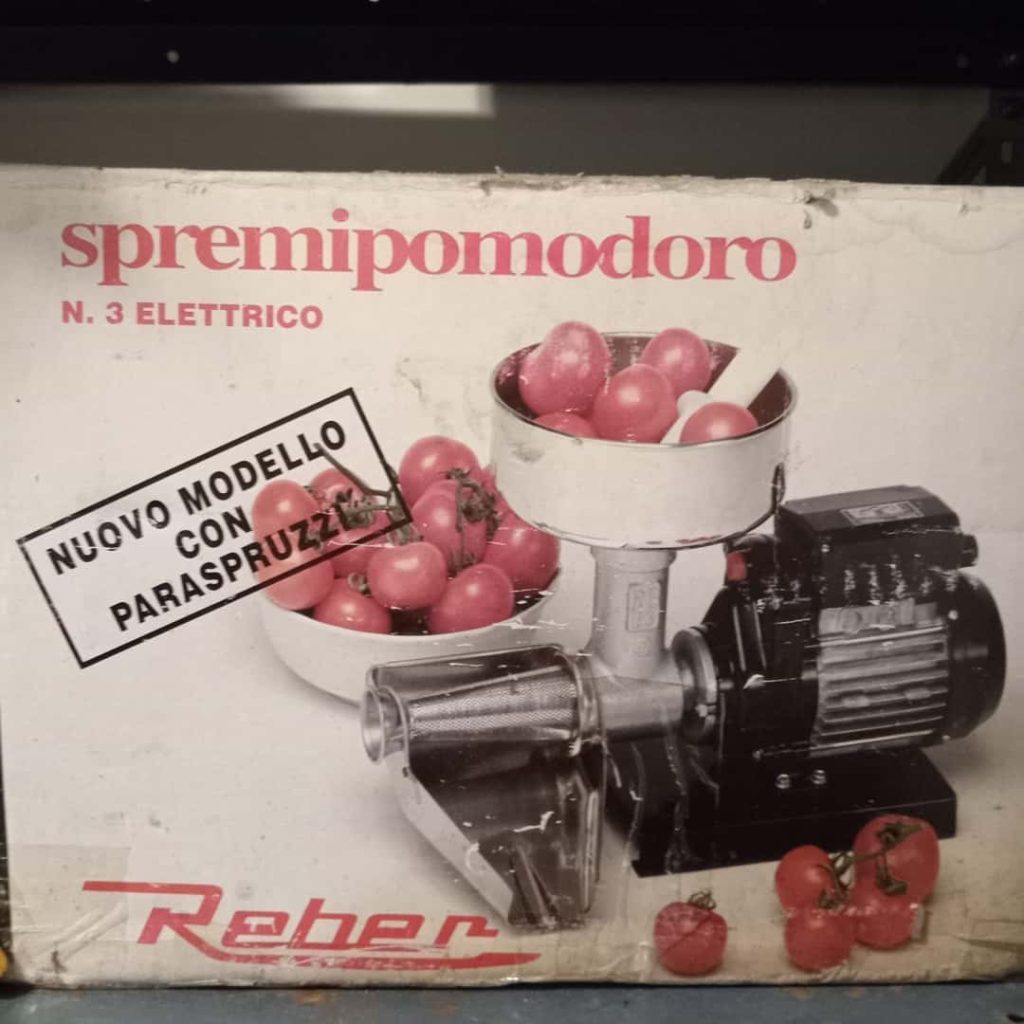 spremipomodoro
N. 3 ELETTRICO
NUOVO MODELLO
CON
PARASPRUZZI
Reber